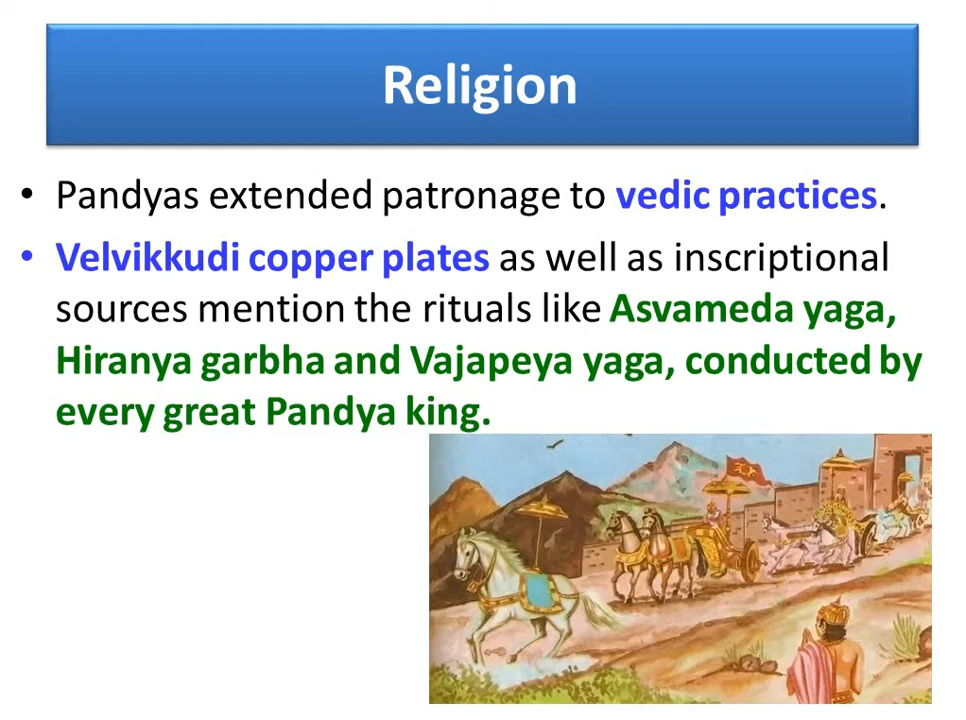 Religion
• Pandyas extended patronage to vedic practices.
• Velvikkudi copper plates as well as inscriptional
sources mention the rituals like Asvameda yaga,
Hiranya garbha and Vajapeya yaga, conducted by
every great Pandya king.